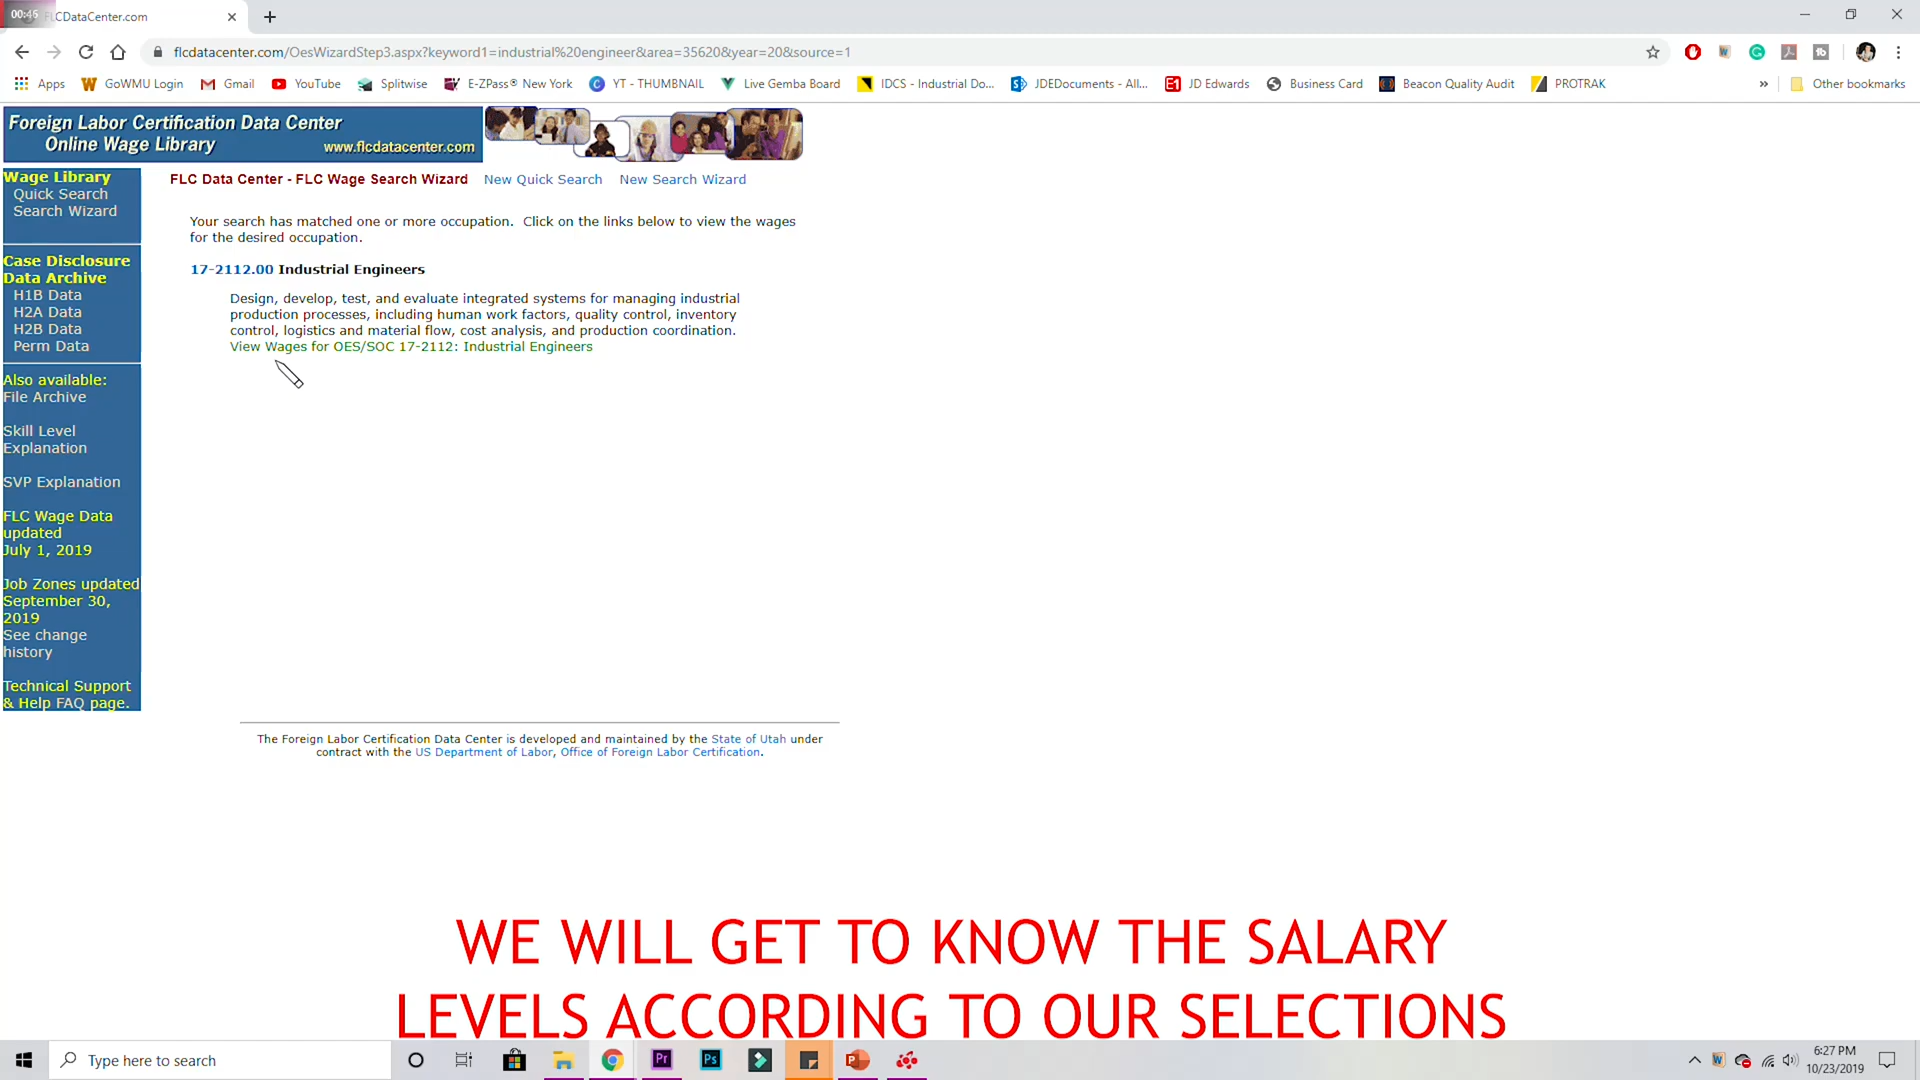 00:45
FLCDataCenter.com
flcdatacenter.com/OesWizardStep3.aspx?keyword1=industrial%20engineer&area=35620&year=20&source=1
Apps GoWMU Login Gmail YouTube Splitwise E-ZPass® New York YT - THUMBNAIL Live Gemba Board IDCS - Industrial Do... JDEDocuments - All... JD Edwards Business Card Beacon Quality Audit PROTRAK » Other bookmarks
Foreign Labor Certification Data Center
Online Wage Library www.flcdatacenter.com
Wage Library
Quick Search
Search Wizard
Case Disclosure
Data Archive
H1B Data
H2A Data
H2B Data
Perm Data
Also available:
File Archive
Skill Level
Explanation
SVP Explanation
FLC Wage Data
updated
July 1, 2019
Job Zones updated
September 30,
2019
See change
history
Technical Support
& Help FAQ page.
FLC Data Center - FLC Wage Search Wizard New Quick Search New Search Wizard
Your search has matched one or more occupation. Click on the links below to view the wages
for the desired occupation.
17-2112.00 Industrial Engineers
Design, develop, test, and evaluate integrated systems for managing industrial
production processes, including human work factors, quality control, inventory
control, logistics and material flow, cost analysis, and production coordination.
View Wages for OES/SOC 17-2112: Industrial Engineers
The Foreign Labor Certification Data Center is developed and maintained by the State of Utah under
contract with the US Department of Labor, Office of Foreign Labor Certification.
WE WILL GET TO KNOW THE SALARY
LEVELS ACCORDING TO OUR SELECTIONS
Type here to search
Pr
Ps
6:27 PM
10/23/2019